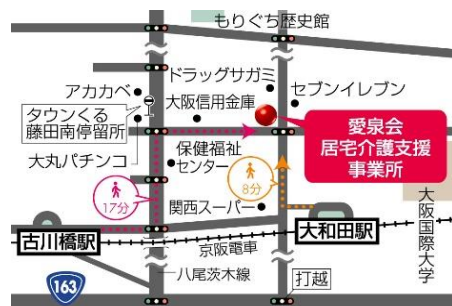 もりぐち歴史館
ドラッグサガミ
アカカベ
セブンイレブン
タウンくる
藤田南停留所
大阪信用金庫
愛泉会
居宅介護支援
事業所
大丸パチンコ
保健福祉
センター
17分
8分
関西スーパー
大阪国際大学
古川橋駅
大和田駅
京阪電車
八尾茨木線
打越
163